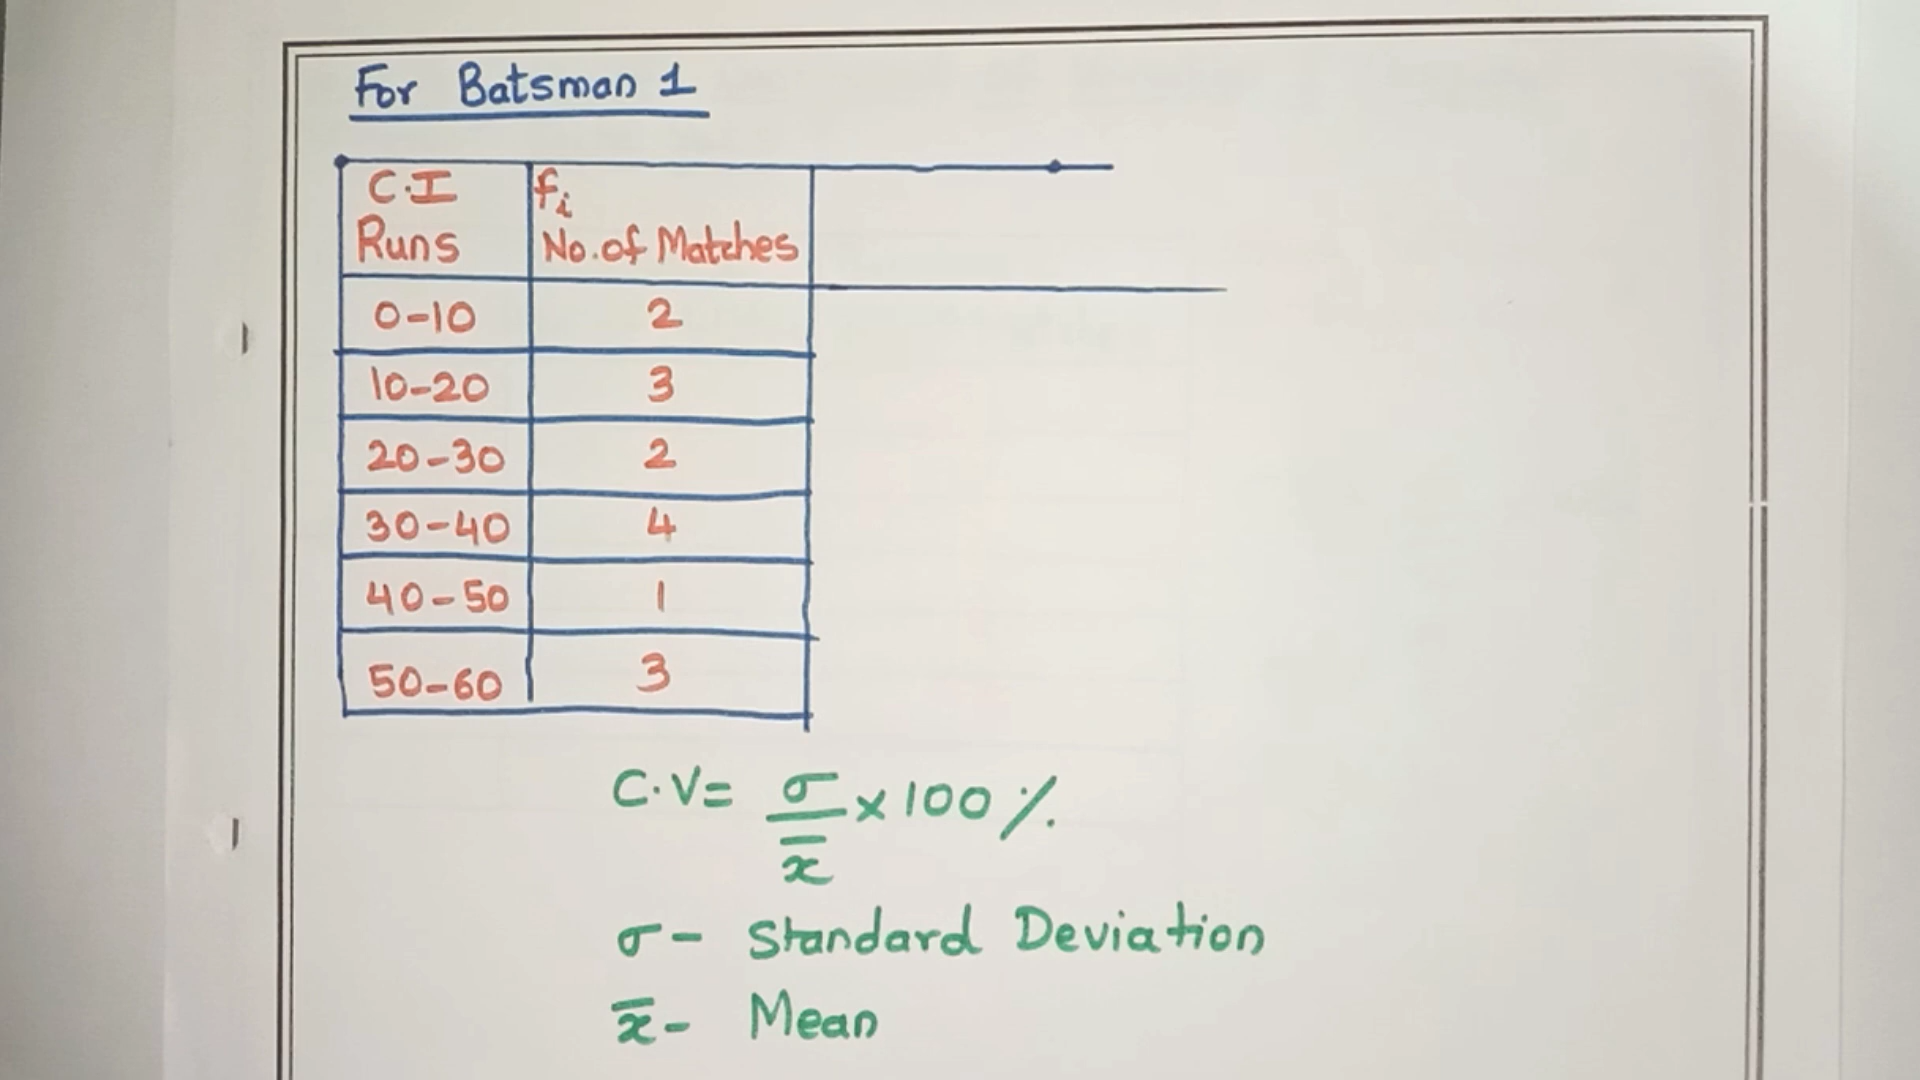 For Batsman 1
C.I fi
Runs No. of Matches
0-10 2
10-20 3
20-30 2
30-40 4
40-50 1
50-60 3
C.V = σ/x̅ × 100 %.
σ - Standard Deviation
x̅ - Mean